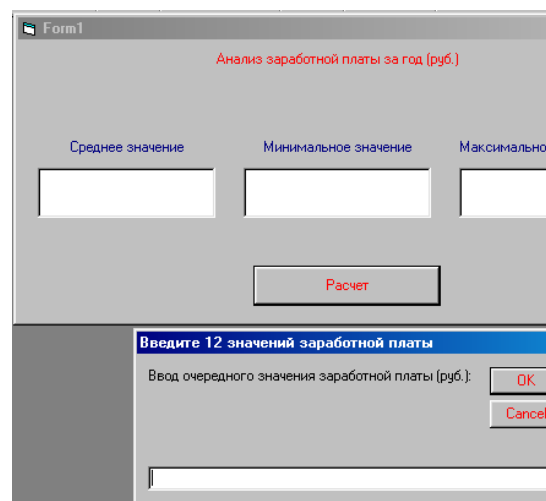 Form1
Анализ заработной платы за год (руб.)
Среднее значение Минимальное значение Максимально
Расчет
Введите 12 значений заработной платы
Ввод очередного значения заработной платы (руб.):
OK
Cancel